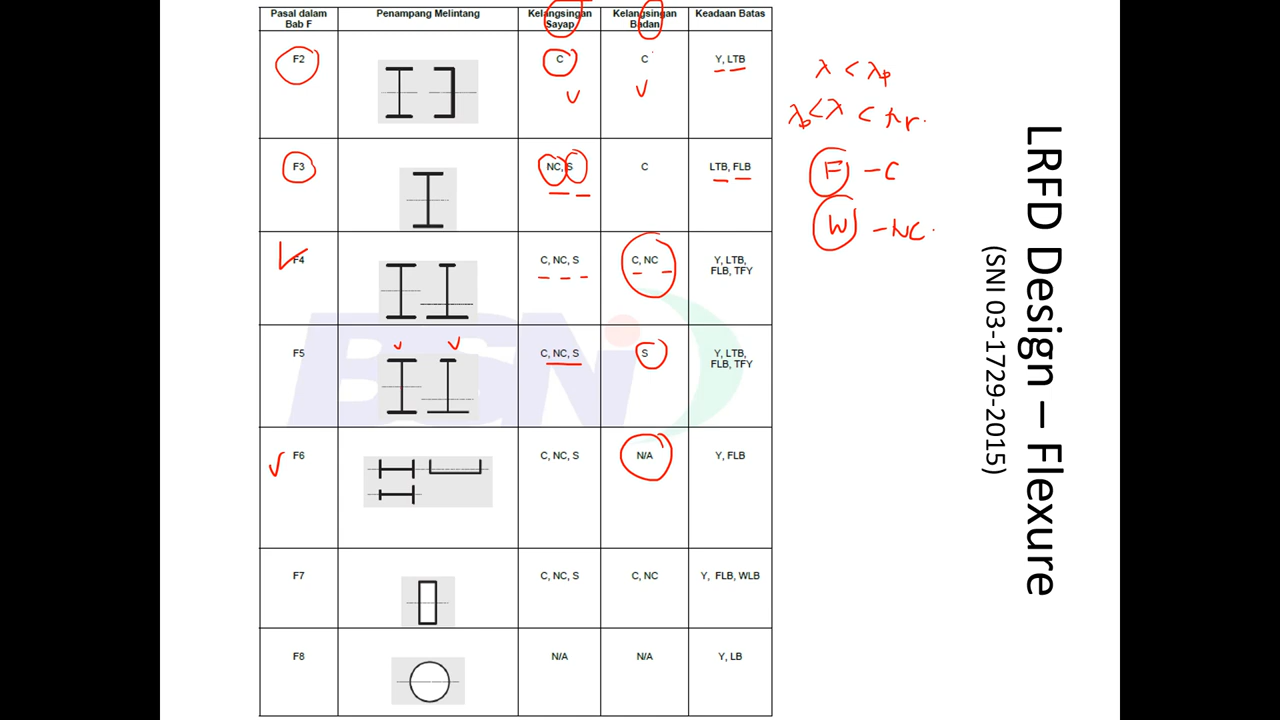 Pasal dalam Bab F Penampang Melintang Kelangsingan Sayap Kelangsingan Badan Keadaan Batas
F2 C C Y, LTB
F3 NC, S C LTB, FLB
F4 C, NC, S C, NC Y, LTB, FLB, TFY
F5 C, NC, S S Y, LTB, FLB, TFY
F6 C, NC, S N/A Y, FLB
F7 C, NC, S C, NC Y, FLB, WLB
F8 N/A N/A Y, LB
BSNi
λ < λp
λp < λ < λr.
F – C
W – NC.
LRFD Design – Flexure
(SNI 03-1729-2015)